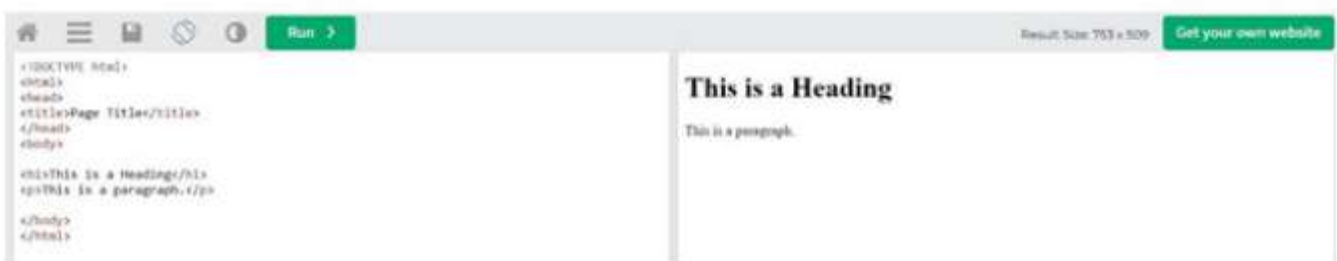 Run ❯
Result Size: 753 x 509
Get your own website
<!DOCTYPE html>
<html>
<head>
<title>Page Title</title>
</head>
<body>
<h1>This is a Heading</h1>
<p>This is a paragraph.</p>
</body>
</html>
This is a Heading
This is a paragraph.